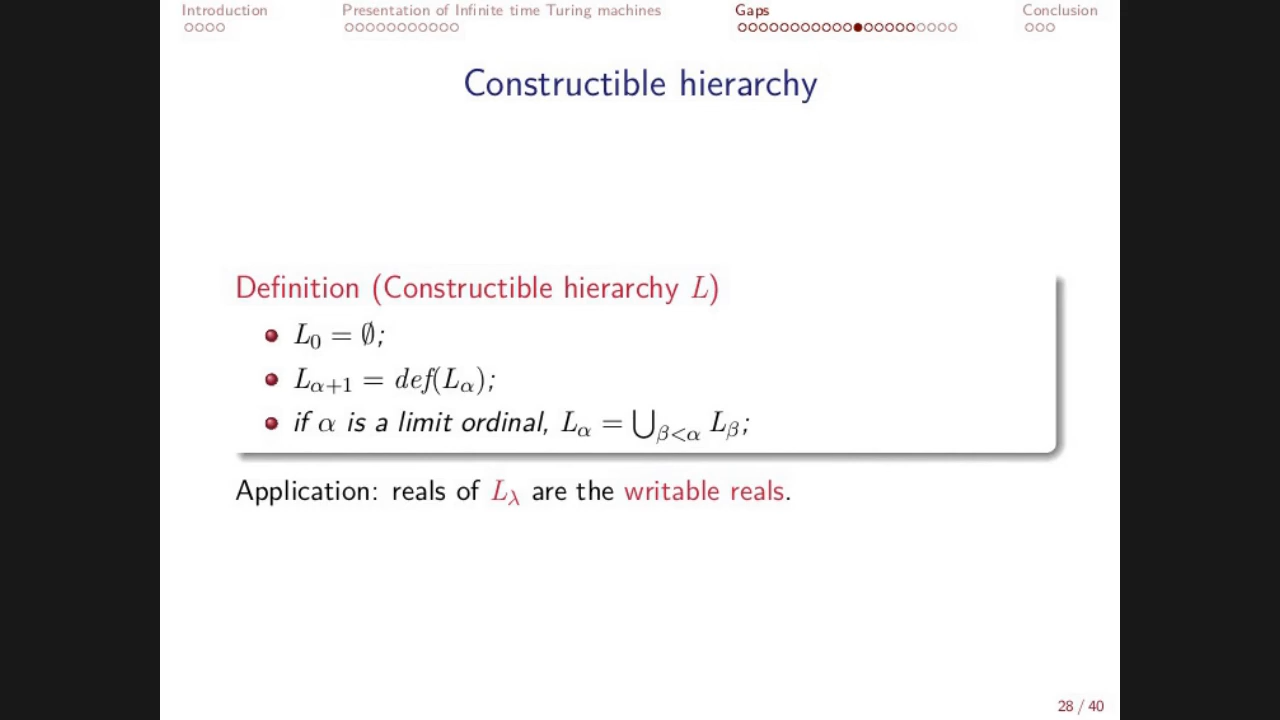 Introduction Presentation of Infinite time Turing machines Gaps Conclusion
Constructible hierarchy
Definition (Constructible hierarchy L)
L₀ = ∅;
Lα+1 = def(Lα);
if α is a limit ordinal, Lα = ⋃β<α Lβ;
Application: reals of Lλ are the writable reals.
28 / 40